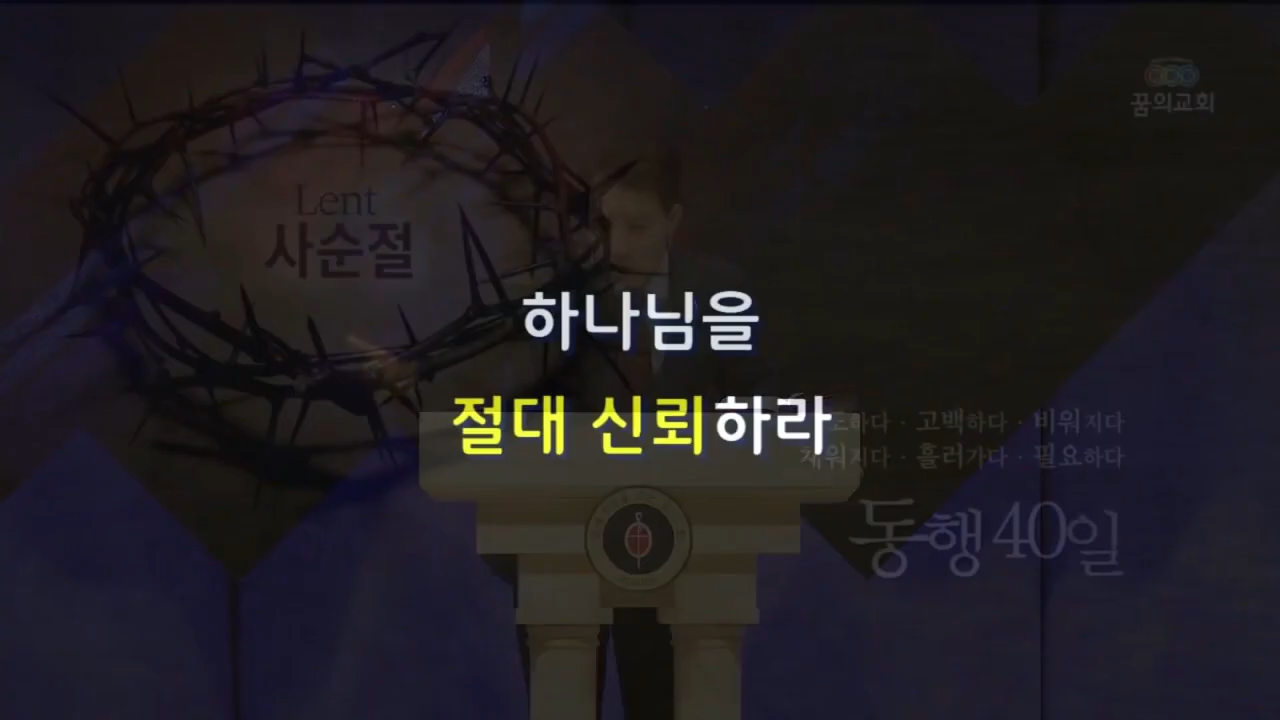 꿈의교회
Lent
사순절
하나님을
절대 신뢰하라
고백하다 · 비워지다
채워지다 · 흘러가다 · 필요하다
동행 40일